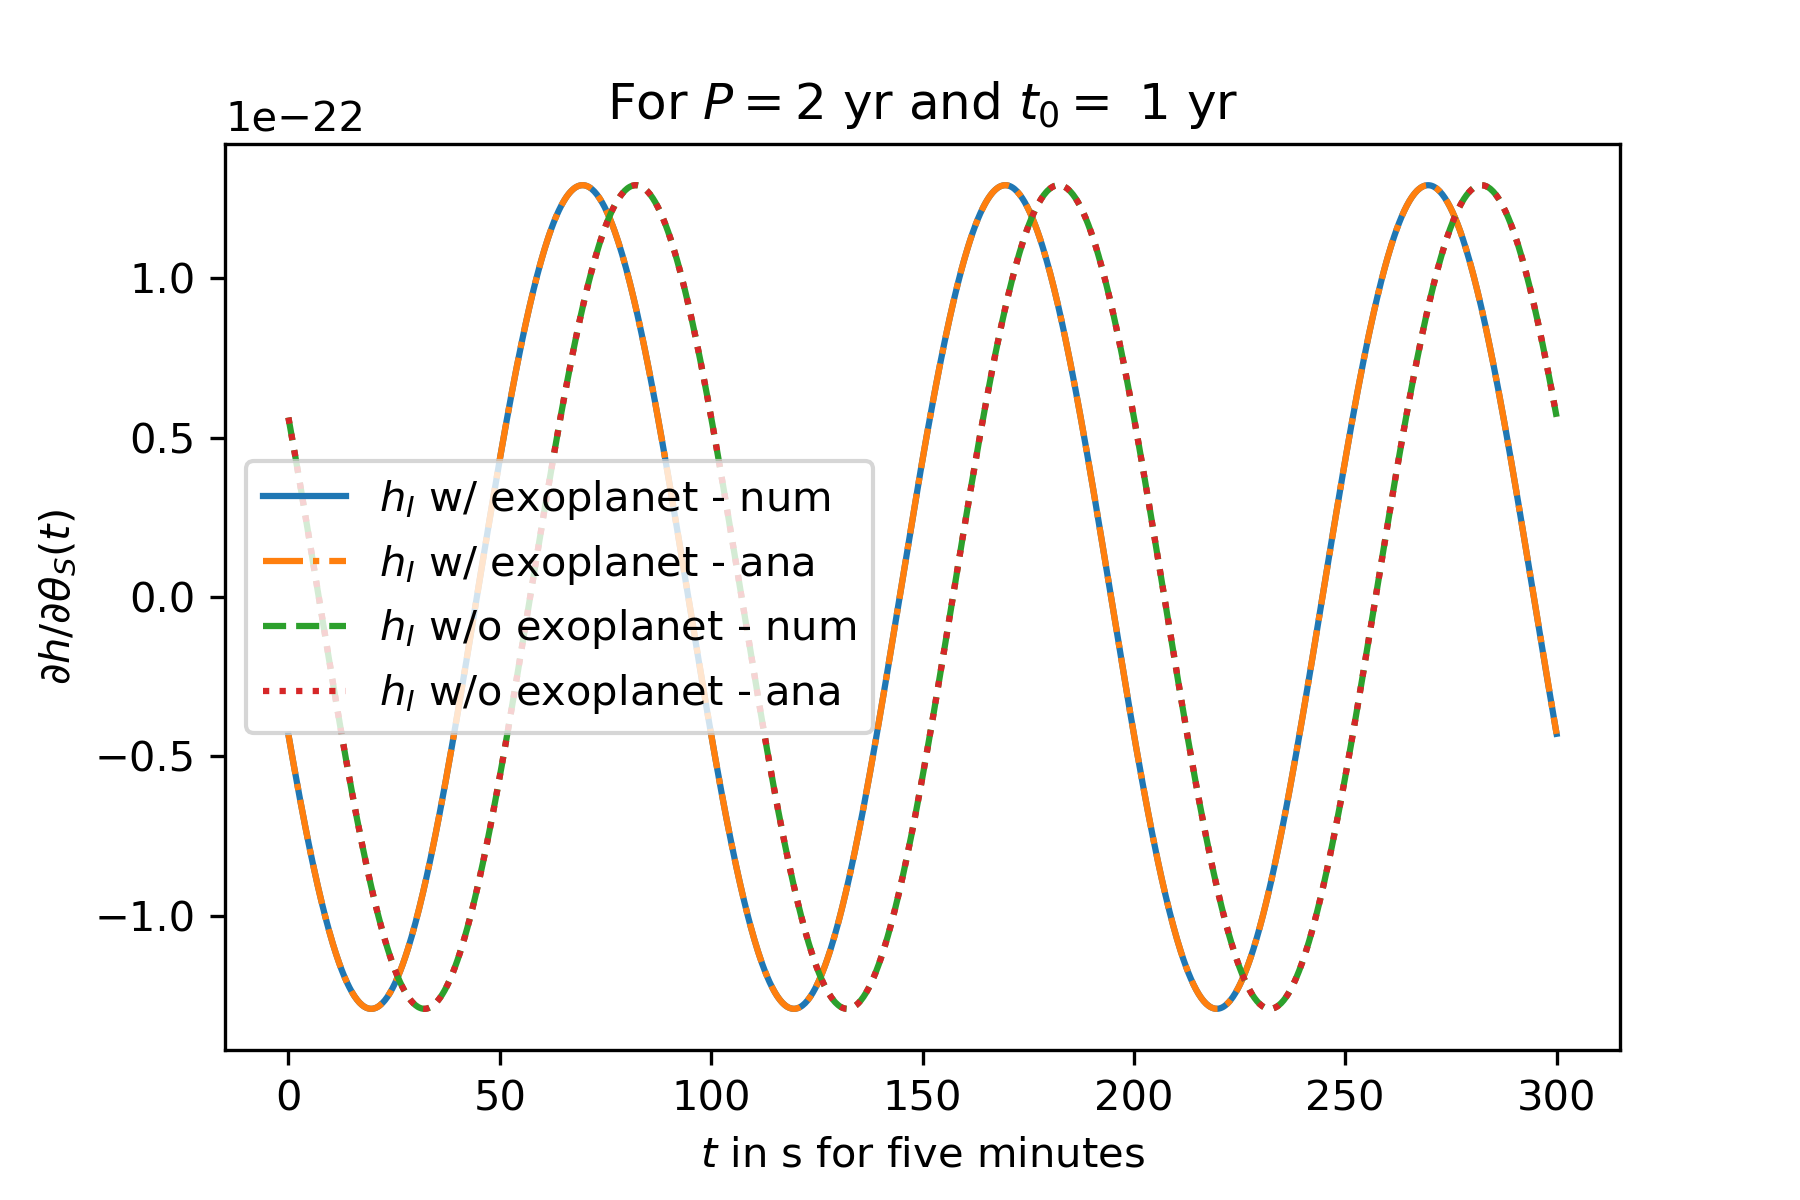 For P = 2 yr and t₀ = 1 yr
1e−22
1.0
0.5
0.0
−0.5
−1.0
∂h/∂θ_S(t)
h_I w/ exoplanet - num
h_I w/ exoplanet - ana
h_I w/o exoplanet - num
h_I w/o exoplanet - ana
0 50 100 150 200 250 300
t in s for five minutes